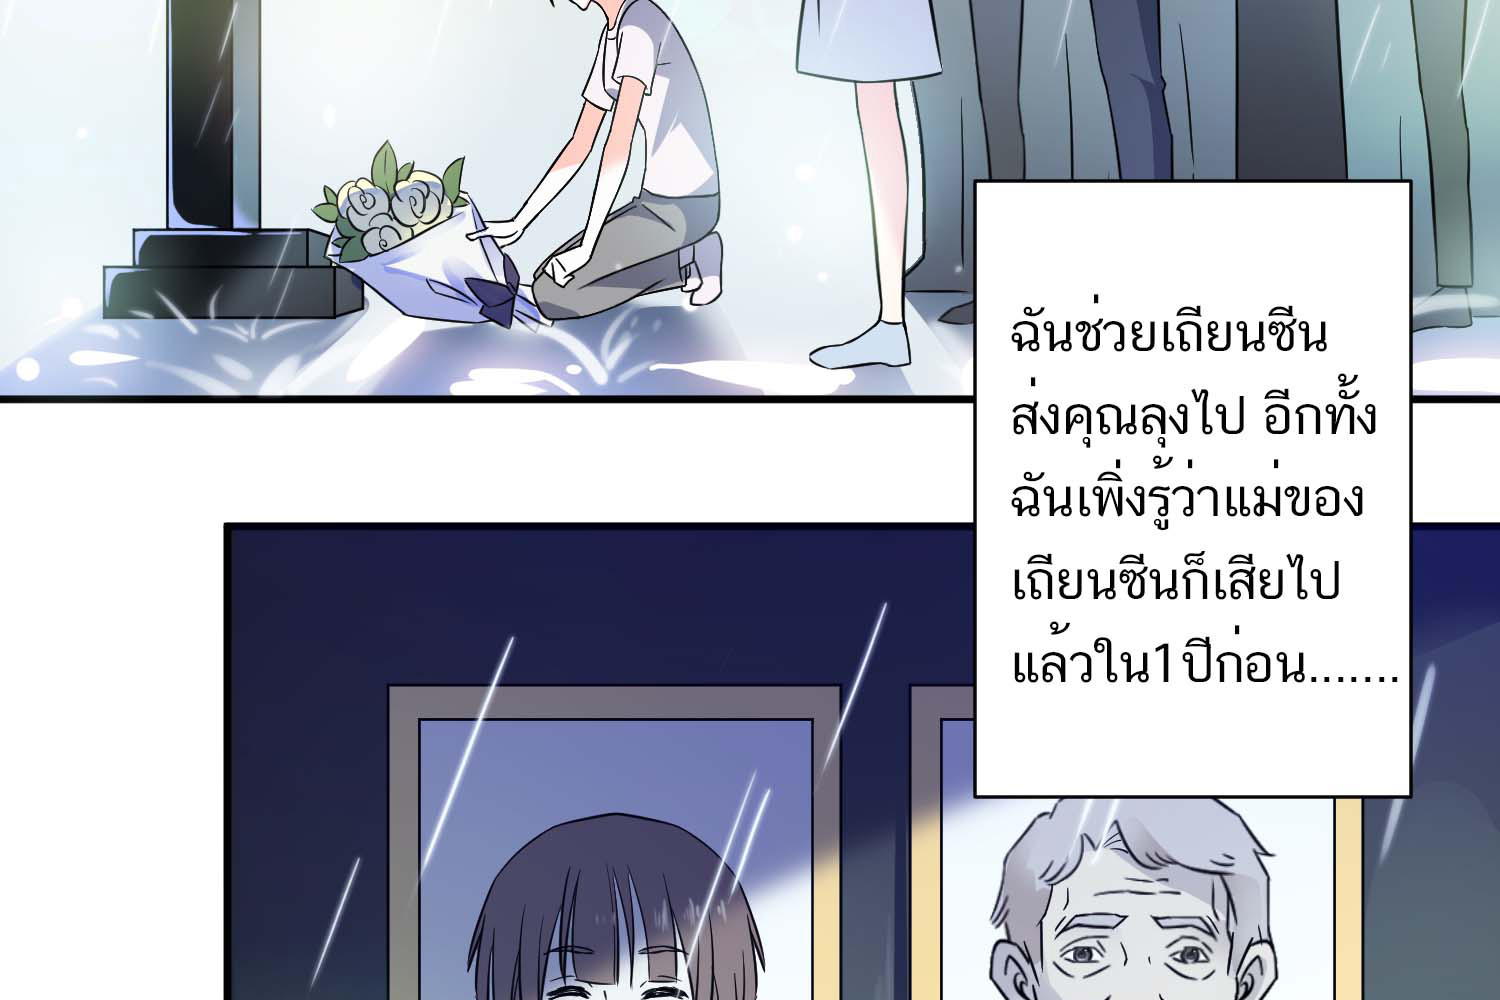 ฉันช่วยเถียนซีน
ส่งคุณลุงไป อีกทั้ง
ฉันเพิ่งรู้ว่าแม่ของ
เถียนซีนก็เสียไป
แล้วใน1 ปีก่อน.......